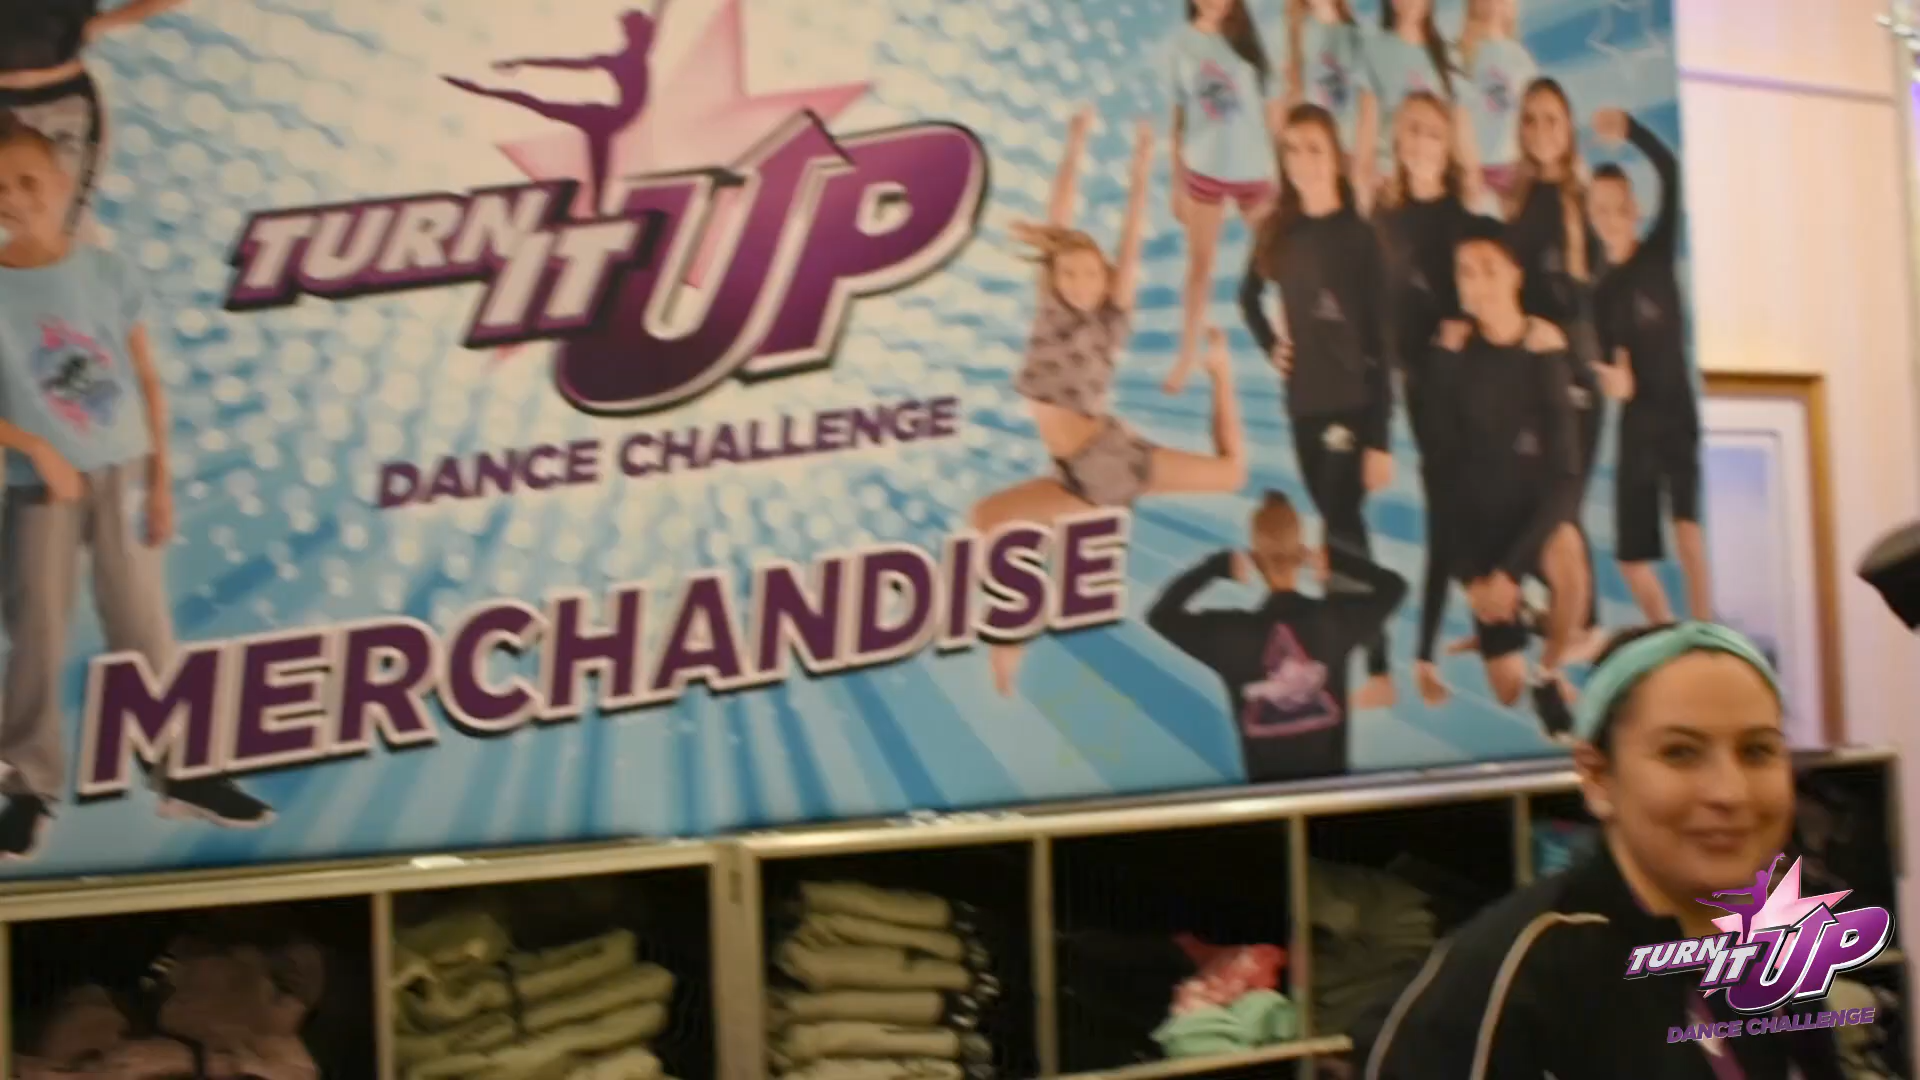 TURN
IT UP
DANCE CHALLENGE
MERCHANDISE
TURN
IT UP
DANCE CHALLENGE